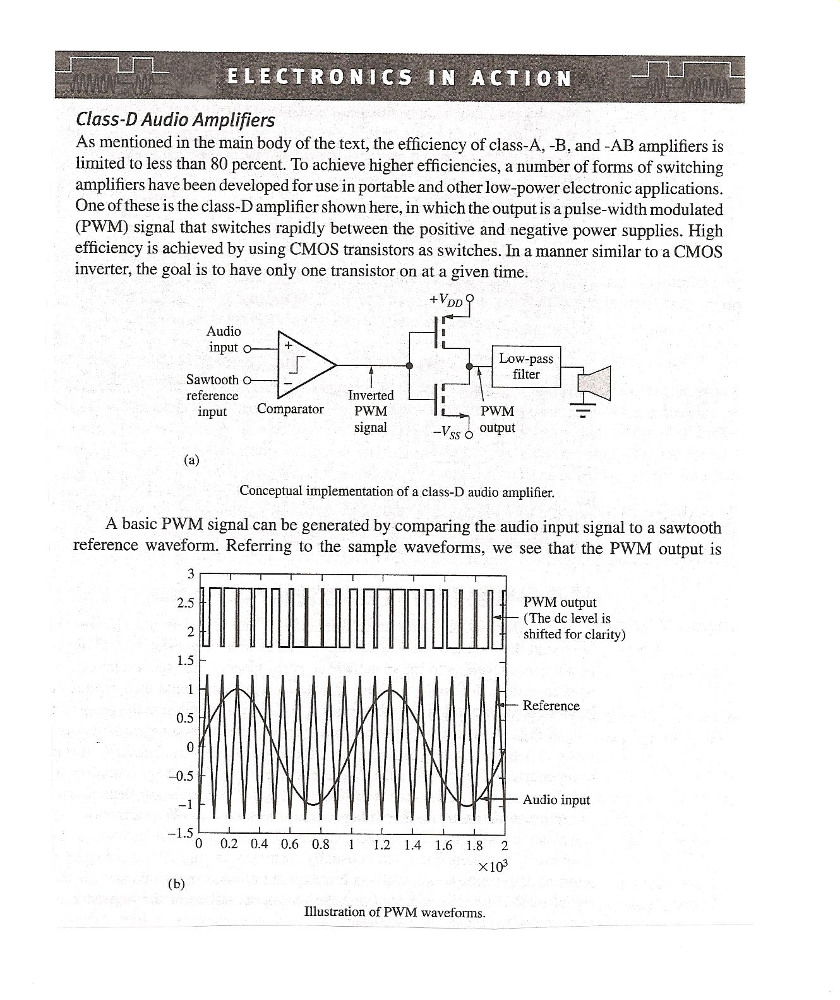 ELECTRONICS IN ACTION
Class-D Audio Amplifiers
As mentioned in the main body of the text, the efficiency of class-A, -B, and -AB amplifiers is
limited to less than 80 percent. To achieve higher efficiencies, a number of forms of switching
amplifiers have been developed for use in portable and other low-power electronic applications.
One of these is the class-D amplifier shown here, in which the output is a pulse-width modulated
(PWM) signal that switches rapidly between the positive and negative power supplies. High
efficiency is achieved by using CMOS transistors as switches. In a manner similar to a CMOS
inverter, the goal is to have only one transistor on at a given time.
+VDD
Audio
input
+
Sawtooth
reference
input
−
Comparator
Inverted
PWM
signal
−VSS
PWM
output
Low-pass
filter
(a)
Conceptual implementation of a class-D audio amplifier.
A basic PWM signal can be generated by comparing the audio input signal to a sawtooth
reference waveform. Referring to the sample waveforms, we see that the PWM output is
3
2.5
2
1.5
1
0.5
0
−0.5
−1
−1.5
0 0.2 0.4 0.6 0.8 1 1.2 1.4 1.6 1.8 2
×10³
PWM output
(The dc level is
shifted for clarity)
Reference
Audio input
(b)
Illustration of PWM waveforms.